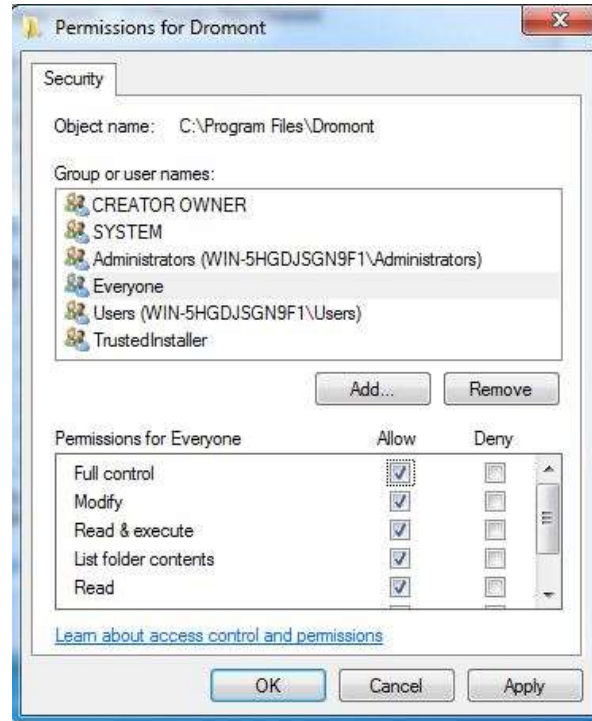 Permissions for Dromont
Security
Object name: C:\Program Files\Dromont
Group or user names:
CREATOR OWNER
SYSTEM
Administrators (WIN-5HGDJSGN9F1\Administrators)
Everyone
Users (WIN-5HGDJSGN9F1\Users)
TrustedInstaller
Add... Remove
Permissions for Everyone Allow Deny
Full control
Modify
Read & execute
List folder contents
Read
Learn about access control and permissions
OK Cancel Apply